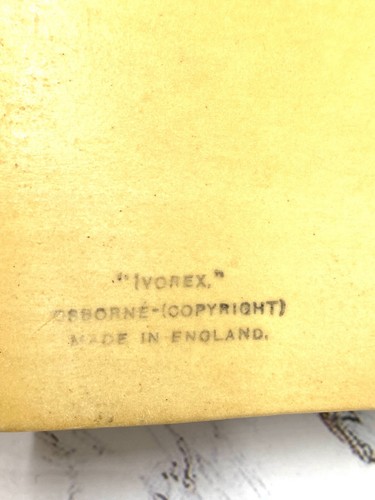 "IVOREX."
OSBORNE-(COPYRIGHT)
MADE IN ENGLAND.